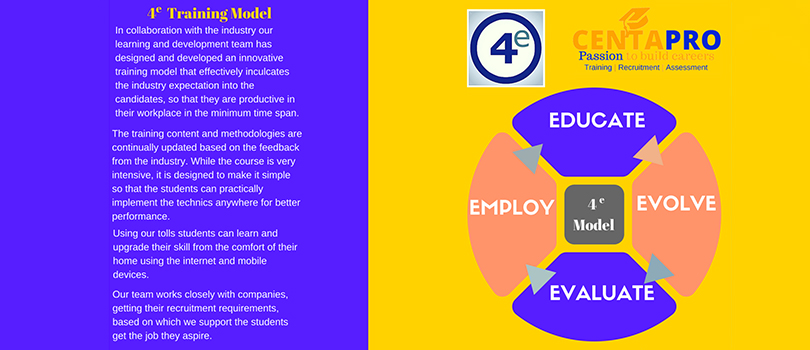 4e Training Model
In collaboration with the industry our
learning and development team has
designed and developed an innovative
training model that effectively inculcates
the industry expectation into the
candidates, so that they are productive in
their workplace in the minimum time span.
The training content and methodologies are
continually updated based on the feedback
from the industry. While the course is very
intensive, it is designed to make it simple
so that the students can practically
implement the technics anywhere for better
performance.
Using our tolls students can learn and
upgrade their skill from the comfort of their
home using the internet and mobile
devices.
Our team works closely with companies,
getting their recruitment requirements,
based on which we support the students
get the job they aspire.
4e
CENTAPRO
Passion to build careers
Training | Recruitment | Assessment
EDUCATE
EMPLOY
4e
Model
EVOLVE
EVALUATE